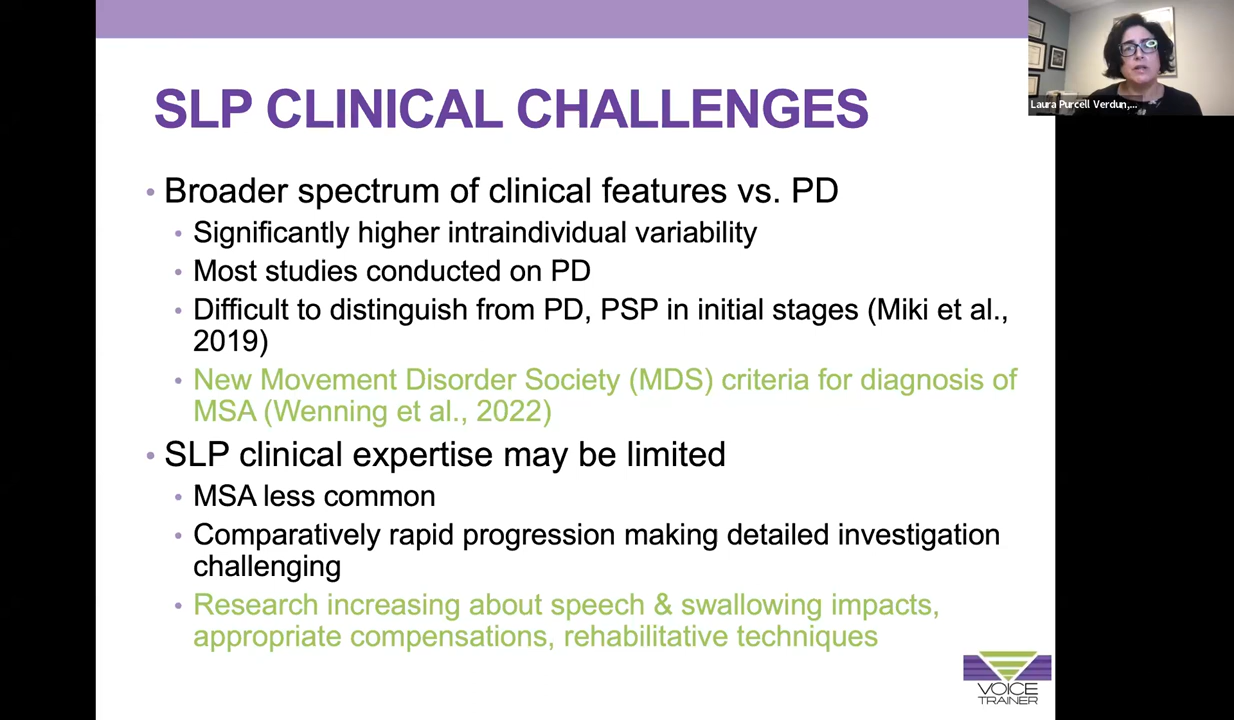 SLP CLINICAL CHALLENGES
Laura Purcell Verdun,...
• Broader spectrum of clinical features vs. PD
• Significantly higher intraindividual variability
• Most studies conducted on PD
• Difficult to distinguish from PD, PSP in initial stages (Miki et al.,
2019)
• New Movement Disorder Society (MDS) criteria for diagnosis of
MSA (Wenning et al., 2022)
• SLP clinical expertise may be limited
• MSA less common
• Comparatively rapid progression making detailed investigation
challenging
• Research increasing about speech & swallowing impacts,
appropriate compensations, rehabilitative techniques
VOICE
TRAINER